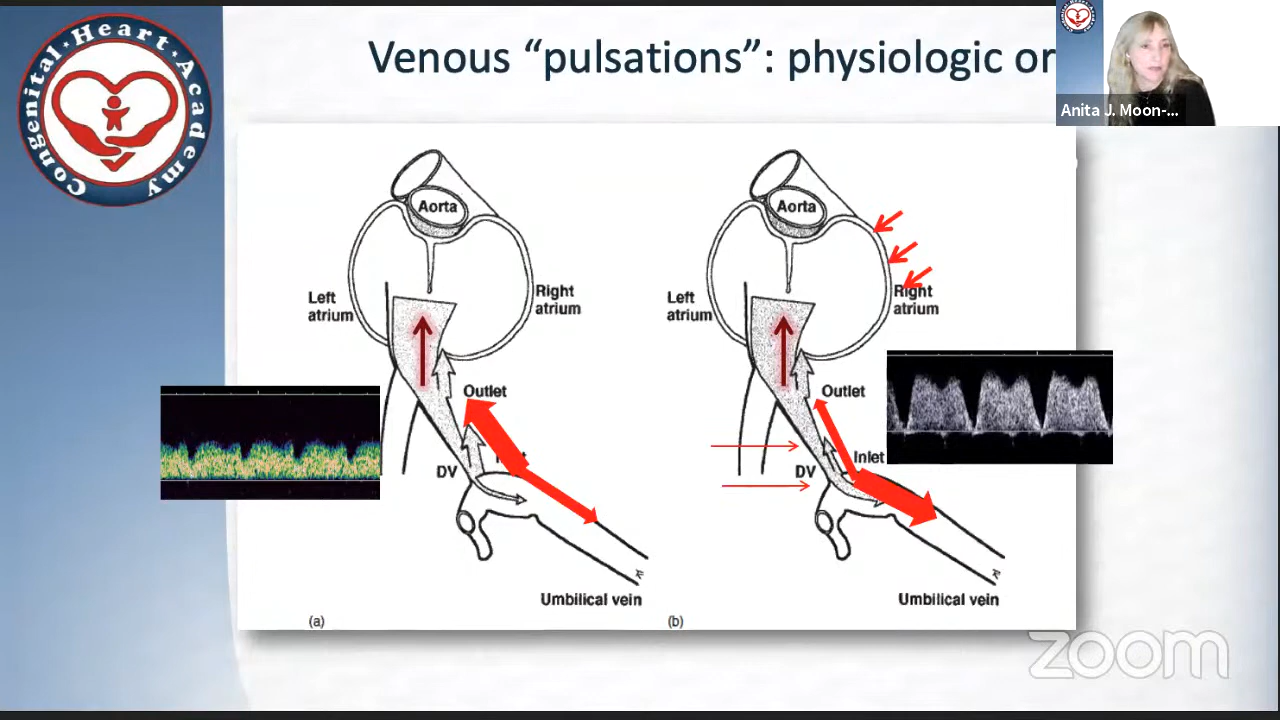 Congenital · Heart · Academy
Venous “pulsations”: physiologic or
Anita J. Moon-...
Aorta
Left
atrium
Right
atrium
Outlet
DV
Umbilical vein
(a)
Aorta
Left
atrium
Right
atrium
Outlet
Inlet
DV
Umbilical vein
(b)
zoom